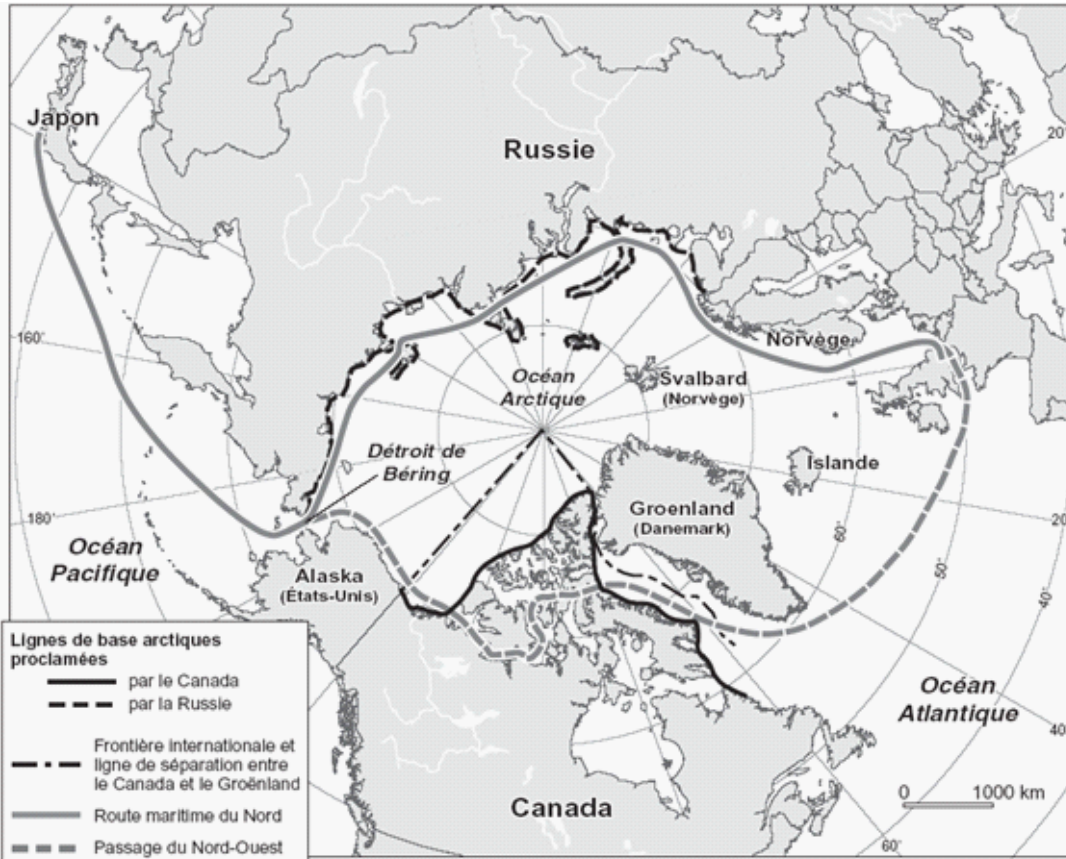 Japon
Russie
20°
160°
Norvège
Océan
Arctique
Svalbard
(Norvège)
Détroit de
Béring
Islande
180°
Groenland
(Danemark)
60°
50°
20°
40°
Océan
Pacifique
Alaska
(États-Unis)
Océan
Atlantique
40°
Canada
0 1000 km
60°
Lignes de base arctiques
proclamées
par le Canada
par la Russie
Frontière internationale et
ligne de séparation entre
le Canada et le Groënland
Route maritime du Nord
Passage du Nord-Ouest